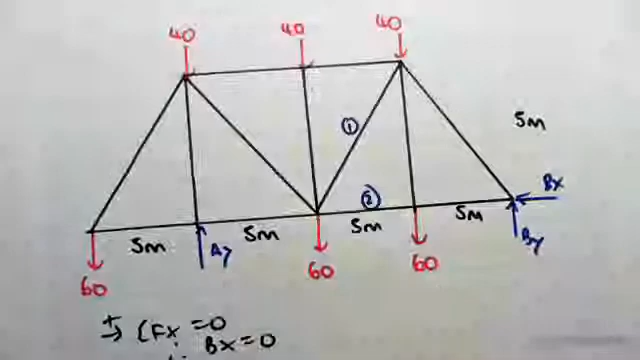 40 40 40
① 5m
② Bx
5m Ay 5m 5m 5m By
60 60 60
+→ ΣFx = 0
∴ Bx = 0